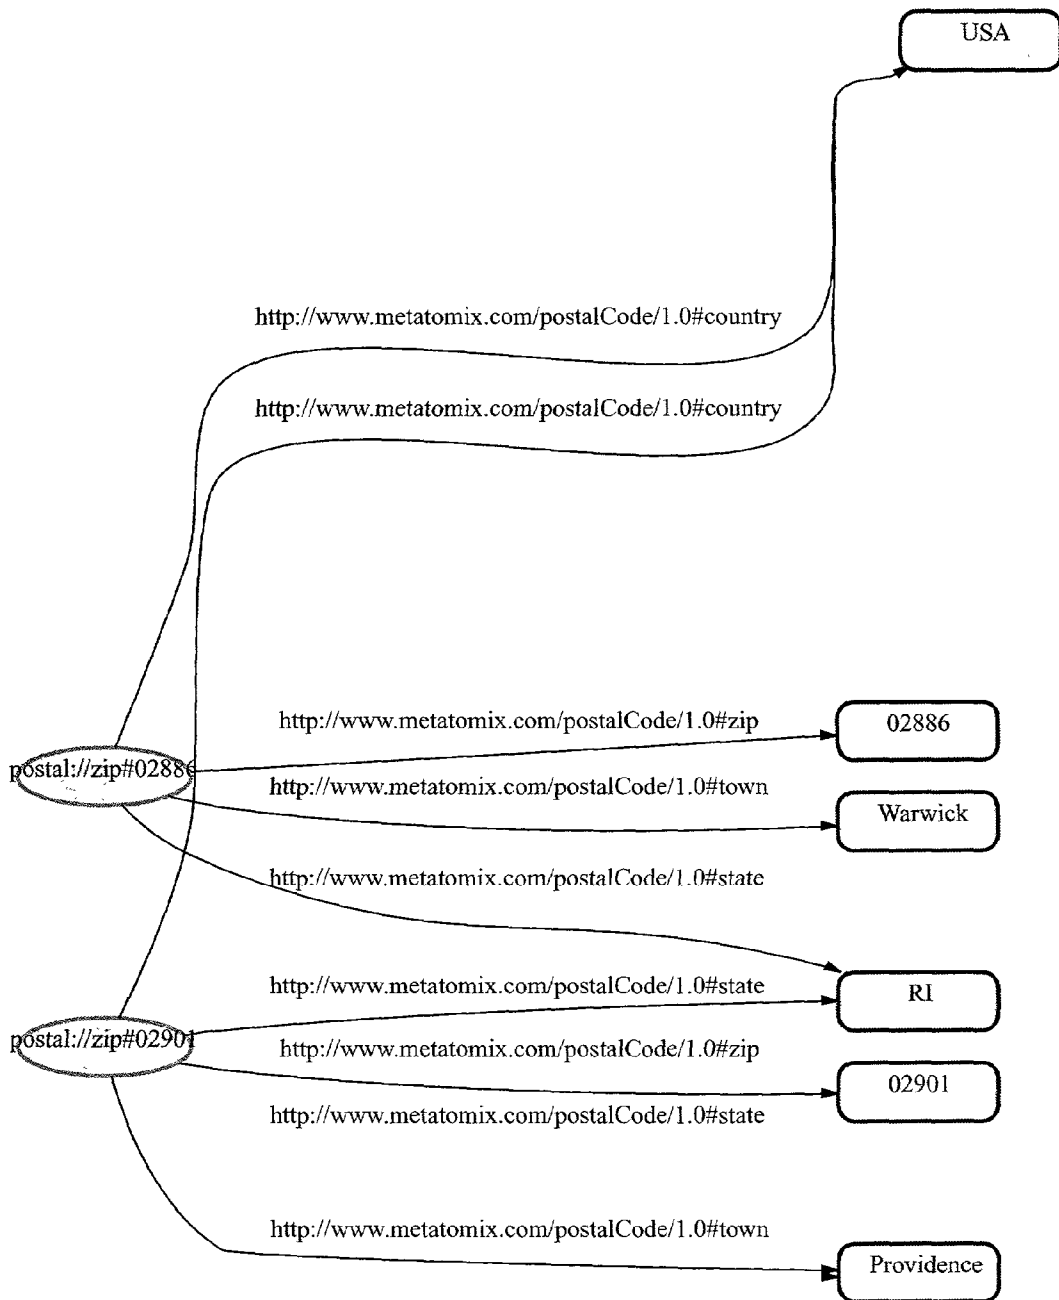 USA
http://www.metatomix.com/postalCode/1.0#country
http://www.metatomix.com/postalCode/1.0#country
http://www.metatomix.com/postalCode/1.0#zip
02886
postal://zip#02886
http://www.metatomix.com/postalCode/1.0#town
Warwick
http://www.metatomix.com/postalCode/1.0#state
http://www.metatomix.com/postalCode/1.0#state
RI
postal://zip#02901
http://www.metatomix.com/postalCode/1.0#zip
02901
http://www.metatomix.com/postalCode/1.0#state
http://www.metatomix.com/postalCode/1.0#town
Providence